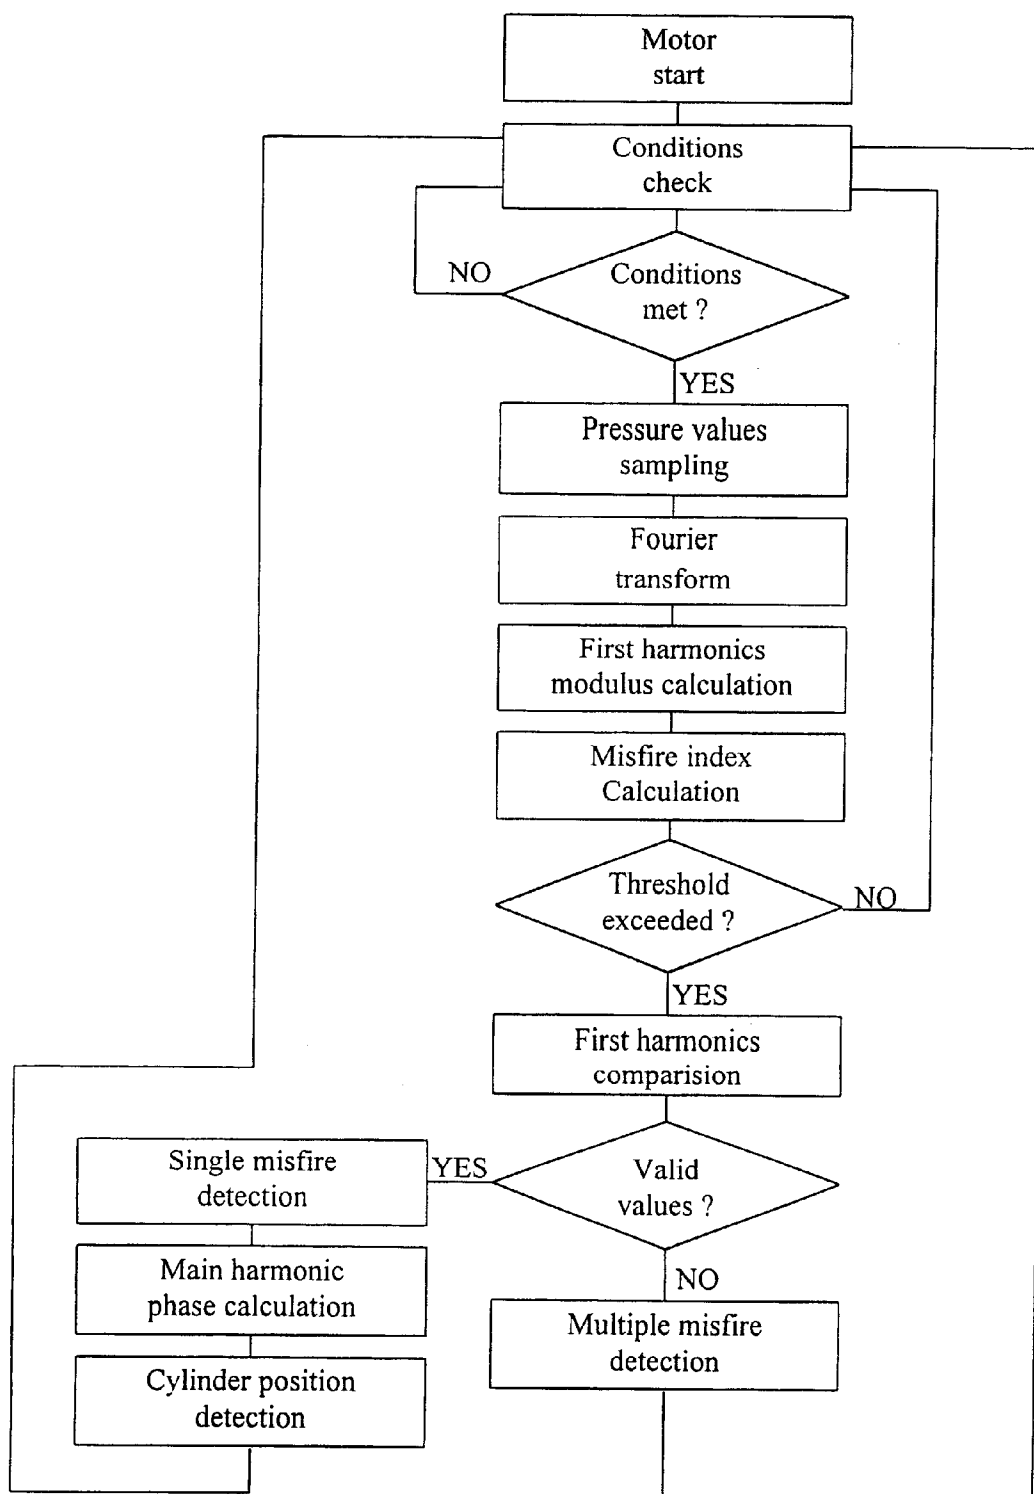 Motor
start
Conditions
check
NO
Conditions
met ?
YES
Pressure values
sampling
Fourier
transform
First harmonics
modulus calculation
Misfire index
Calculation
Threshold
exceeded ?
NO
YES
First harmonics
comparision
Single misfire
detection
YES
Valid
values ?
Main harmonic
phase calculation
NO
Multiple misfire
detection
Cylinder position
detection